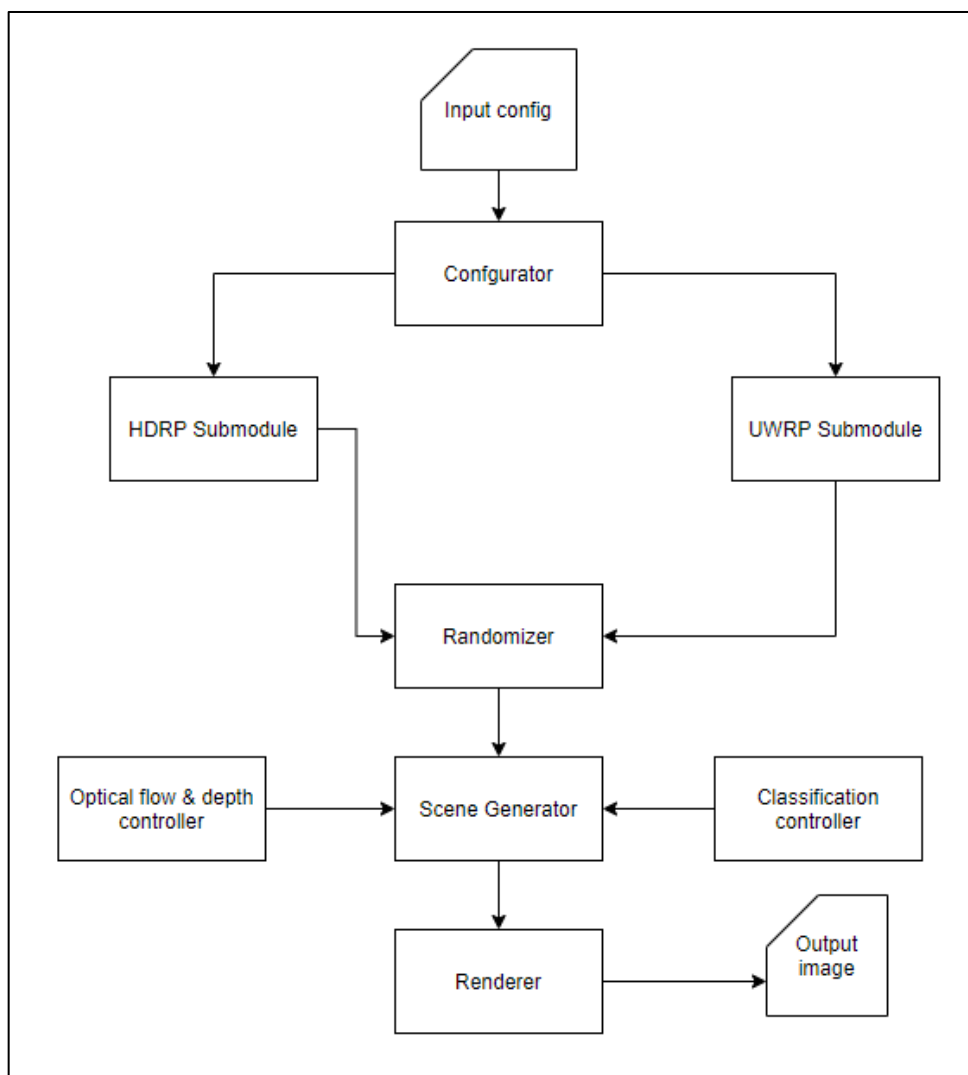 Input config
Confgurator
HDRP Submodule
UWRP Submodule
Randomizer
Optical flow & depth
controller
Scene Generator
Classification
controller
Renderer
Output
image